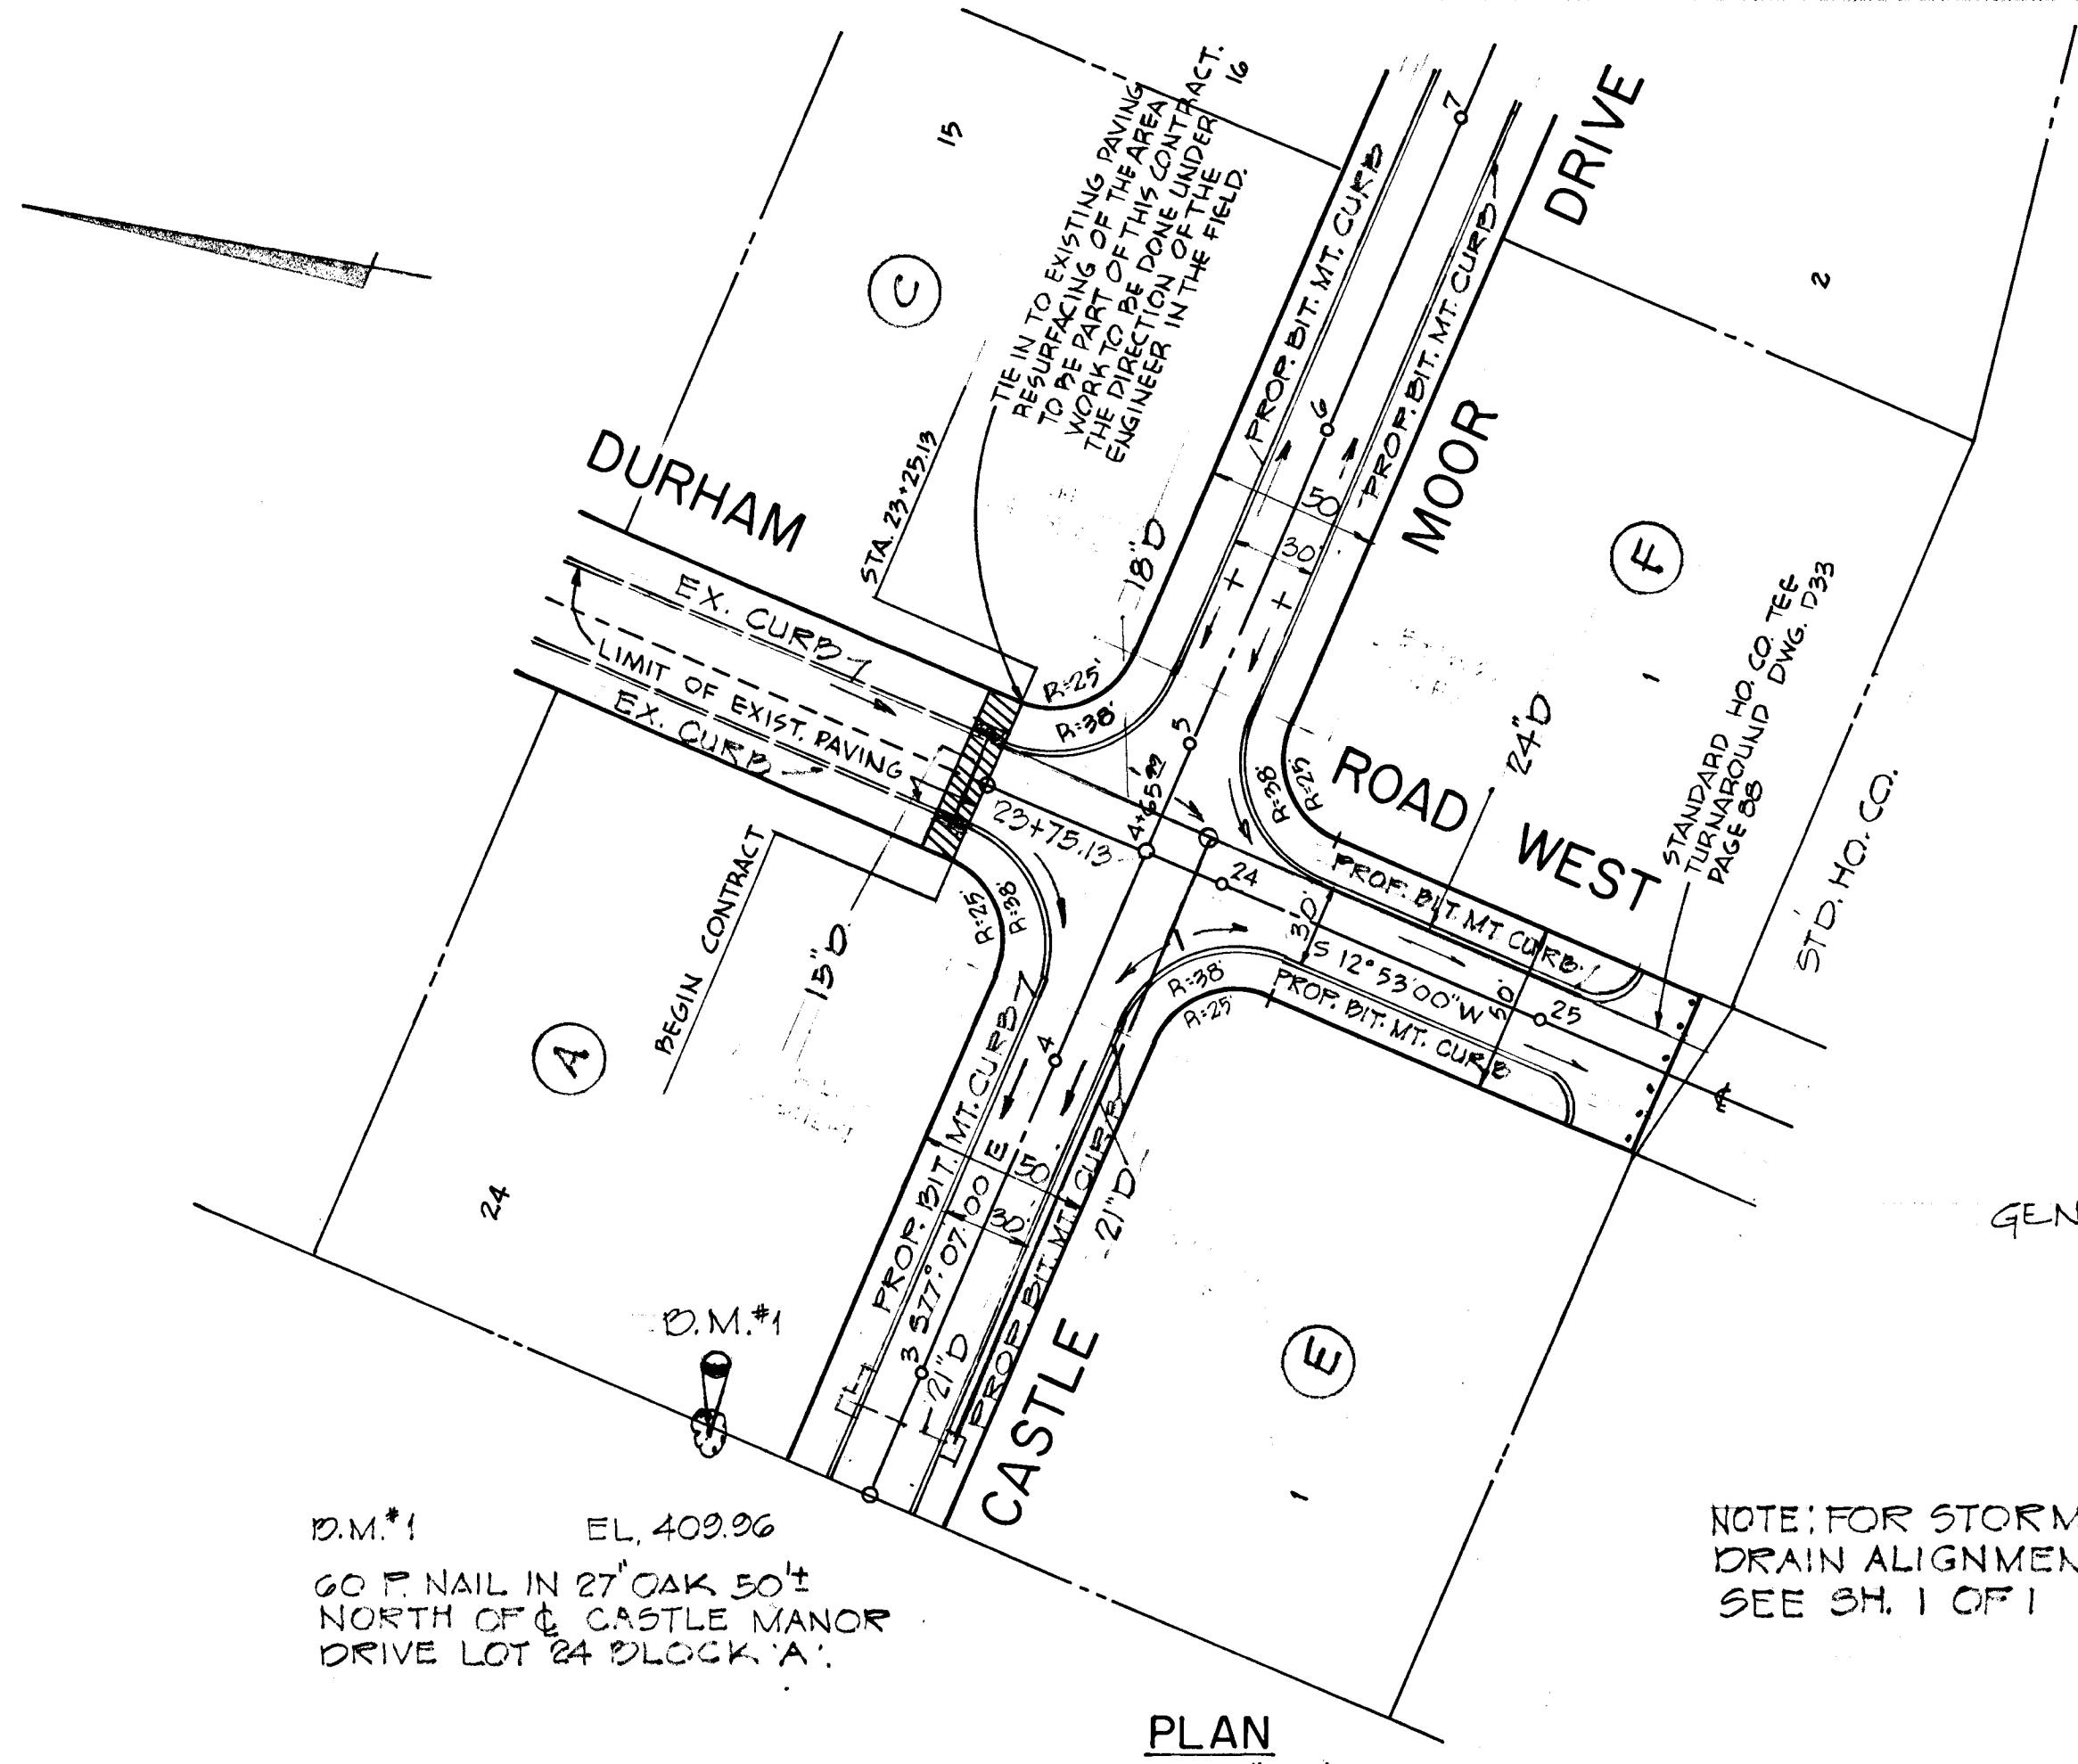 15
16
TIE IN TO EXISTING PAVING
RESURFACING OF THE AREA
TO BE PART OF THIS CONTRACT.
WORK TO BE DONE UNDER
THE DIRECTION OF THE
ENGINEER IN THE FIELD.
C
STA. 23+25.13
DURHAM
EX. CURB
LIMIT OF EXIST. PAVING
EX. CURB
18"D
R=25'
R=38'
PROP. BIT. MT. CURB
PROP. BIT. MT. CURB
7
6
5
50'
30'
DRIVE
MOOR
2
F
1
24"D
STANDARD HO. CO. TEE
TURNAROUND DWG. D33
PAGE 88
STD. HO. CO.
ROAD
WEST
R=38'
R=25'
23+75.13
24
PROP. BIT. MT. CURB
30'
S 12°53'00"W
50'
25
℄
PROP. BIT. MT. CURB
R=38'
R=25'
R=25'
R=38'
BEGIN CONTRACT
15"D
A
24
4
PROP. BIT. MT. CURB
S77°07'00 E
50'
30'
3
21"D
PROP. BIT. MT. CURB
21"D
CASTLE
E
1
B.M.#1
GEN
B.M.#1 EL. 409.96
60 P. NAIL IN 27" OAK 50'±
NORTH OF ℄ CASTLE MANOR
DRIVE LOT 24 BLOCK 'A'.
NOTE: FOR STORM
DRAIN ALIGNMEN
SEE SH. 1 OF 1
PLAN